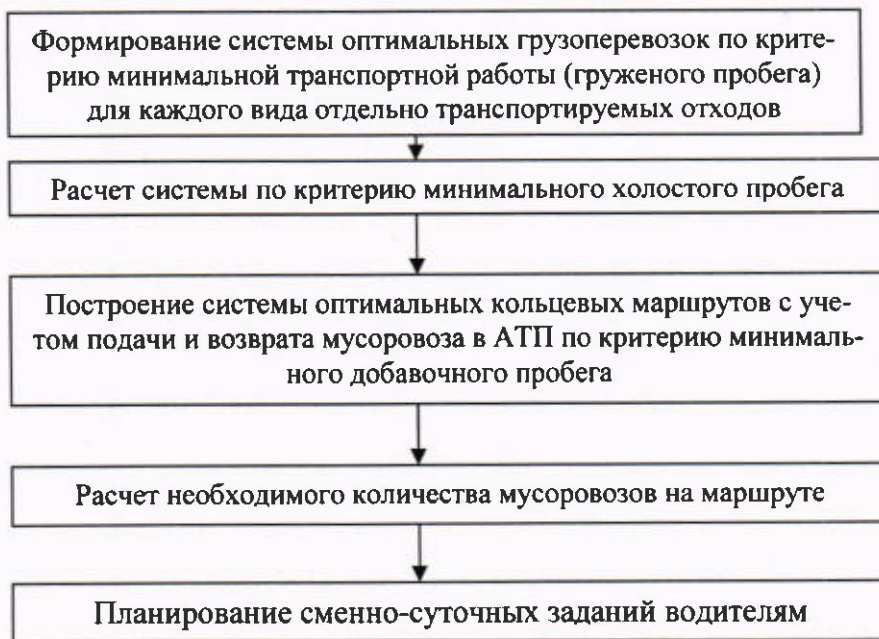 Формирование системы оптимальных грузоперевозок по крите-
рию минимальной транспортной работы (груженого пробега)
для каждого вида отдельно транспортируемых отходов
Расчет системы по критерию минимального холостого пробега
Построение системы оптимальных кольцевых маршрутов с уче-
том подачи и возврата мусоровоза в АТП по критерию минималь-
ного добавочного пробега
Расчет необходимого количества мусоровозов на маршруте
Планирование сменно-суточных заданий водителям